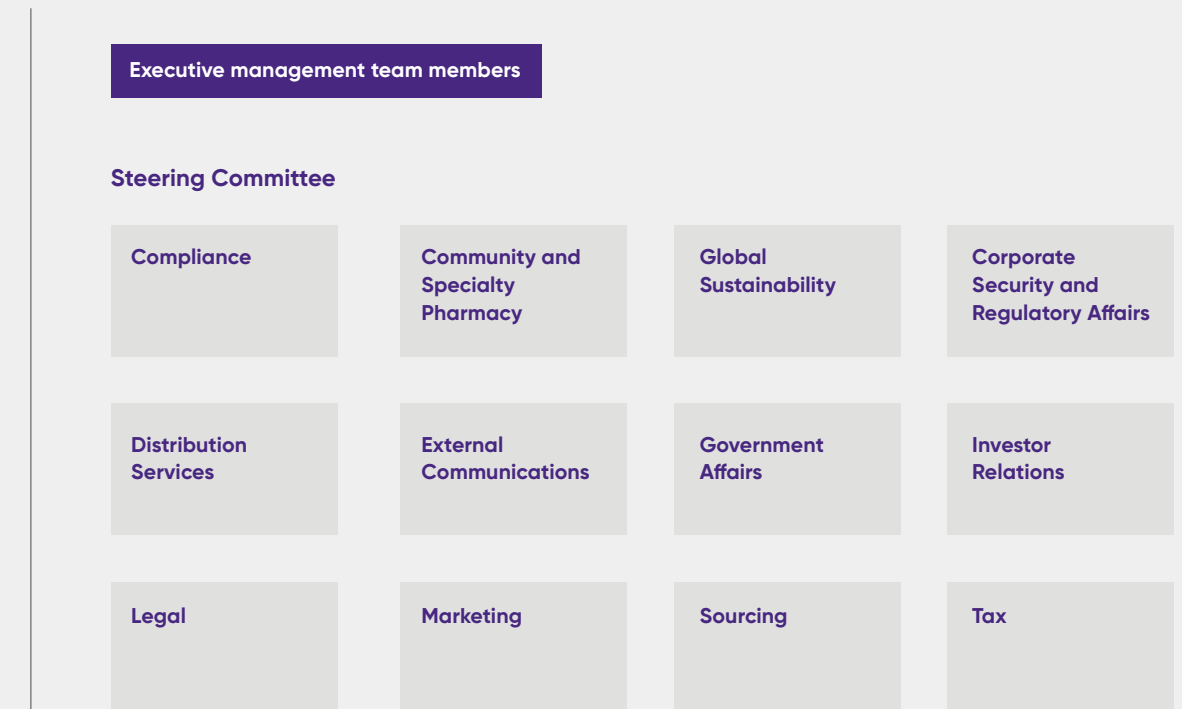 Executive management team members
Steering Committee
Compliance
Community and
Specialty
Pharmacy
Global
Sustainability
Corporate
Security and
Regulatory Affairs
Distribution
Services
External
Communications
Government
Affairs
Investor
Relations
Legal
Marketing
Sourcing
Tax